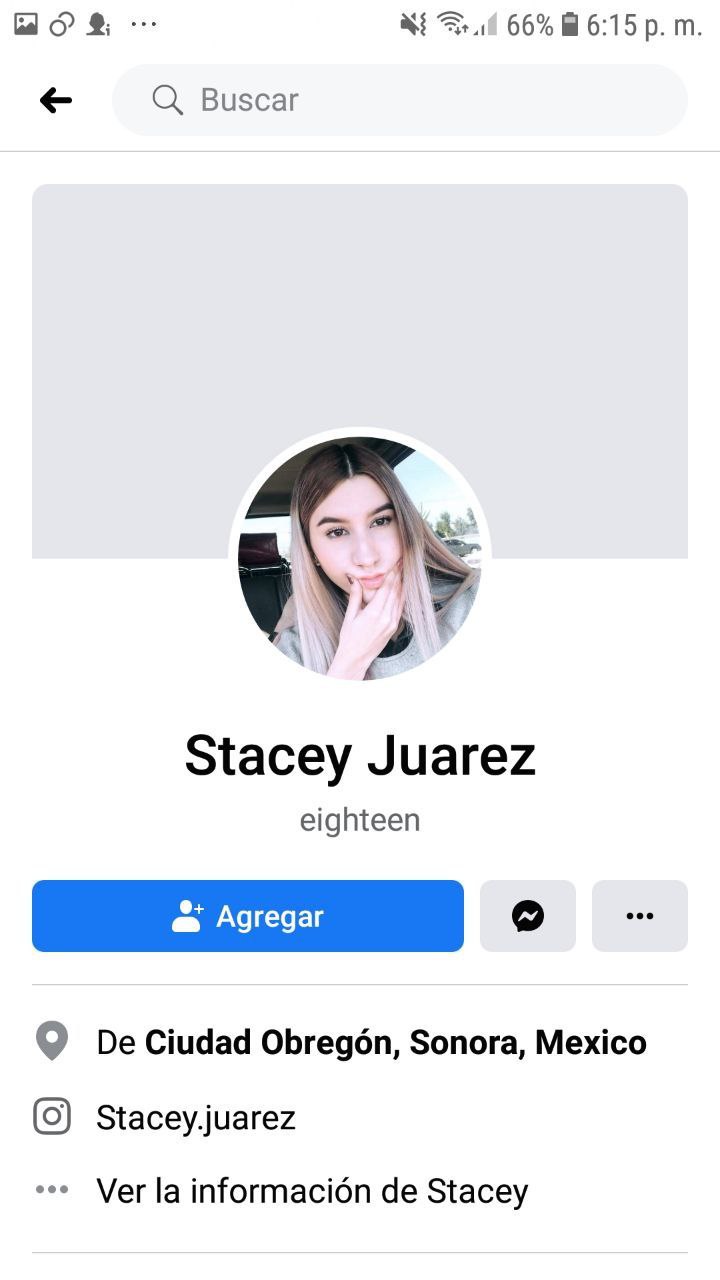 66% 6:15 p. m.
Buscar
Stacey Juarez
eighteen
Agregar
De Ciudad Obregón, Sonora, Mexico
Stacey.juarez
Ver la información de Stacey